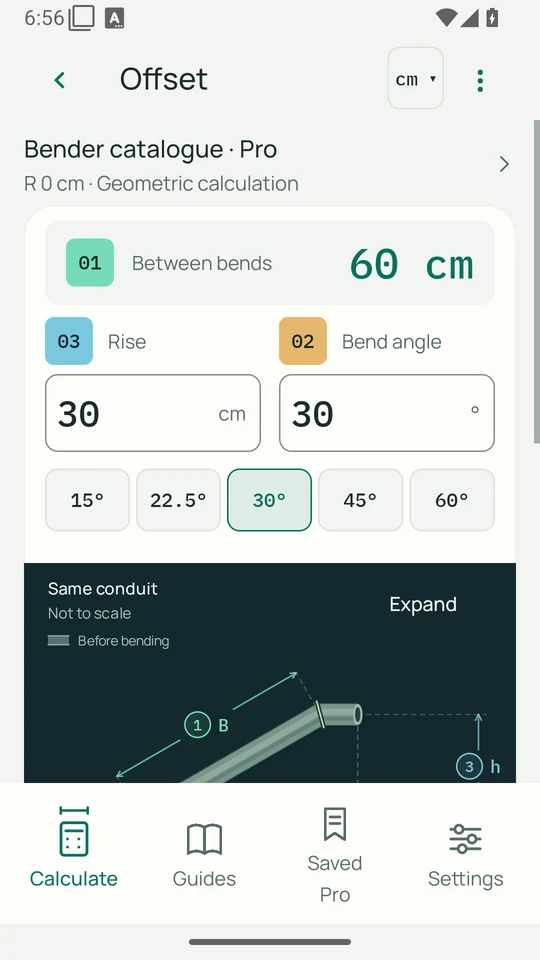 6:56
A
Offset
cm ▾
Bender catalogue · Pro
R 0 cm · Geometric calculation
01 Between bends 60 cm
03 Rise 02 Bend angle
30 cm 30 °
15° 22.5° 30° 45° 60°
Same conduit
Not to scale
Expand
Before bending
1 B
3 h
Calculate
Guides
Saved
Pro
Settings